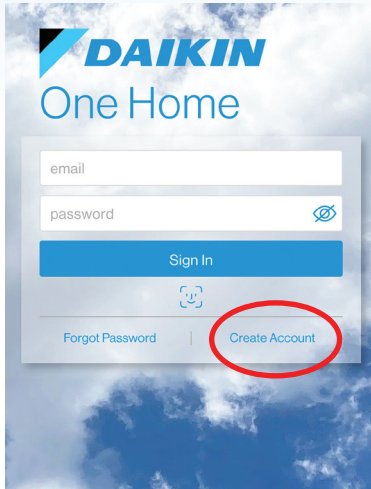 DAIKIN
One Home
email
password
Sign In
Forgot Password | Create Account